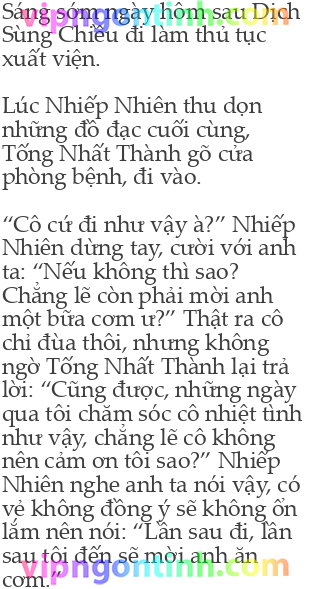 Sáng sớm ngày hôm sau Dịch
Sùng Chiêu đi làm thủ tục
xuất viện.
Lúc Nhiếp Nhiên thu dọn
những đồ đạc cuối cùng,
Tống Nhất Thành gõ cửa
phòng bệnh, đi vào.
“Cô cứ đi như vậy à?” Nhiếp
Nhiên dừng tay, cười với anh
ta: “Nếu không thì sao?
Chẳng lẽ còn phải mời anh
một bữa cơm ư?” Thật ra cô
chỉ đùa thôi, nhưng không
ngờ Tống Nhất Thành lại trả
lời: “Cũng được, những ngày
qua tôi chăm sóc cô nhiệt tình
như vậy, chẳng lẽ cô không
nên cảm ơn tôi sao?” Nhiếp
Nhiên nghe anh ta nói vậy, có
vẻ không đồng ý sẽ không ổn
lắm nên nói: “Lần sau đi, lần
sau tôi đến sẽ mời anh ăn
cơm.”
vipngontinh.com
vipngontinh.com